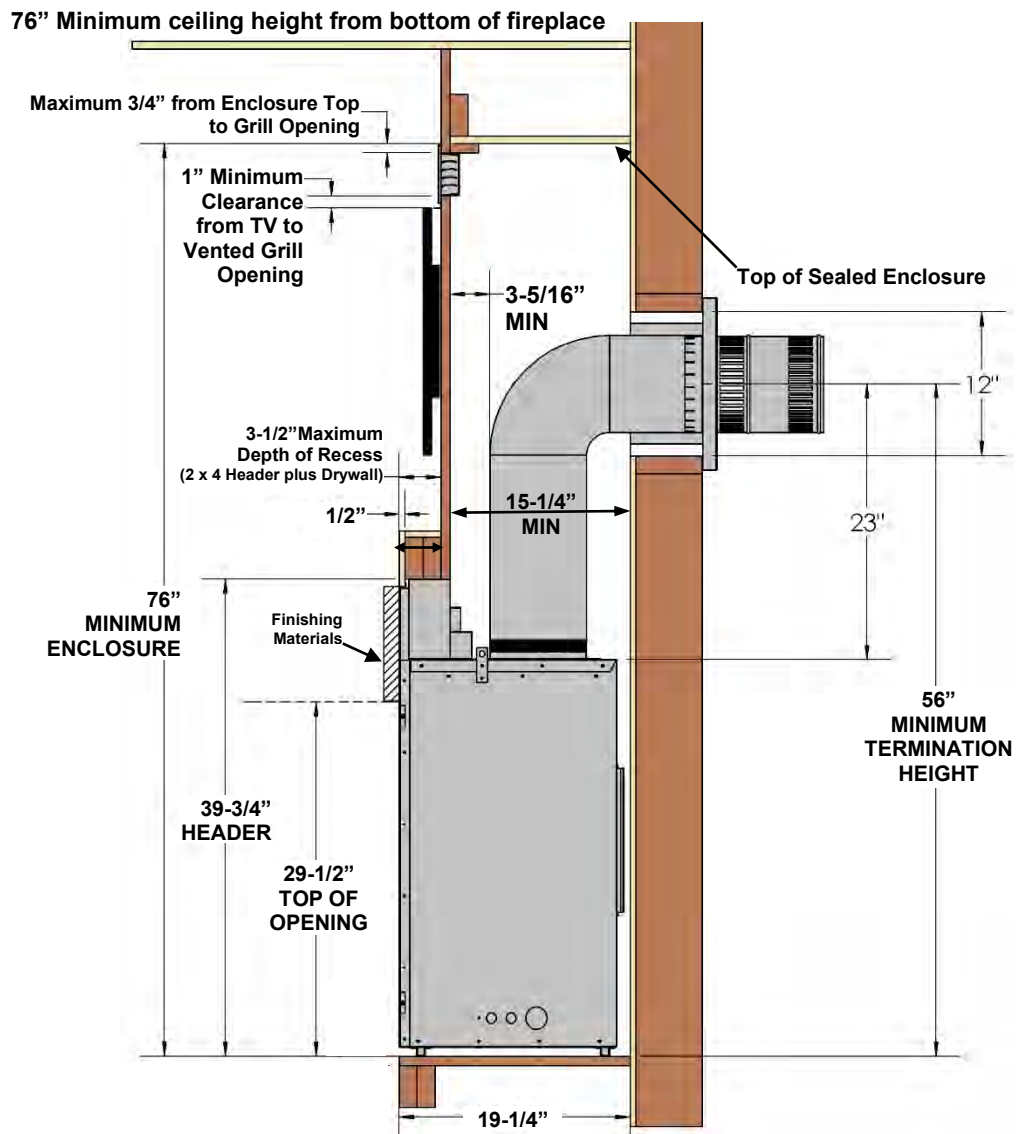 76” Minimum ceiling height from bottom of fireplace
Maximum 3/4” from Enclosure Top
to Grill Opening
1” Minimum
Clearance
from TV to
Vented Grill
Opening
Top of Sealed Enclosure
3-5/16”
MIN
12"
3-1/2”Maximum
Depth of Recess
(2 x 4 Header plus Drywall)
1/2”
15-1/4”
MIN
23"
76”
MINIMUM
ENCLOSURE
Finishing
Materials
56”
MINIMUM
TERMINATION
HEIGHT
39-3/4”
HEADER
29-1/2”
TOP OF
OPENING
19-1/4”